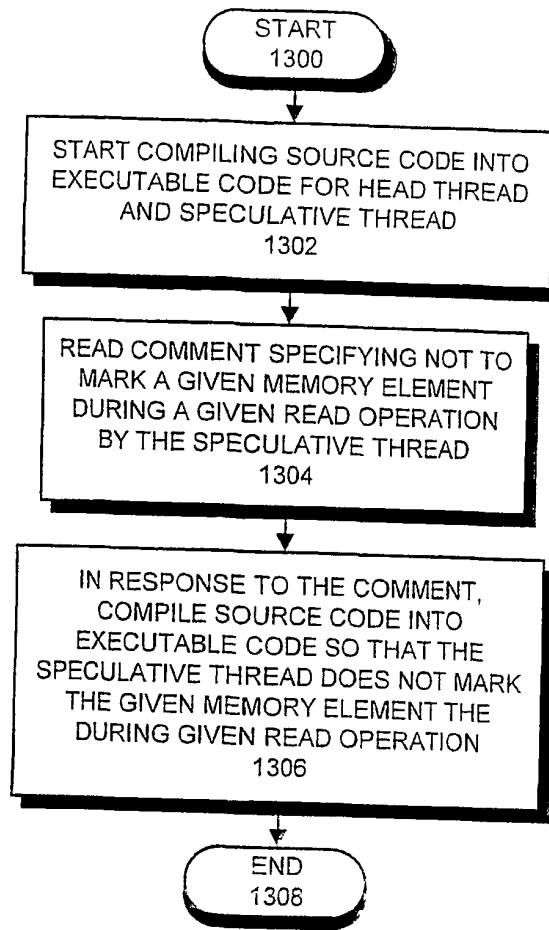 START
1300
START COMPILING SOURCE CODE INTO
EXECUTABLE CODE FOR HEAD THREAD
AND SPECULATIVE THREAD
1302
READ COMMENT SPECIFYING NOT TO
MARK A GIVEN MEMORY ELEMENT
DURING A GIVEN READ OPERATION
BY THE SPECULATIVE THREAD
1304
IN RESPONSE TO THE COMMENT,
COMPILE SOURCE CODE INTO
EXECUTABLE CODE SO THAT THE
SPECULATIVE THREAD DOES NOT MARK
THE GIVEN MEMORY ELEMENT THE
DURING GIVEN READ OPERATION
1306
END
1308